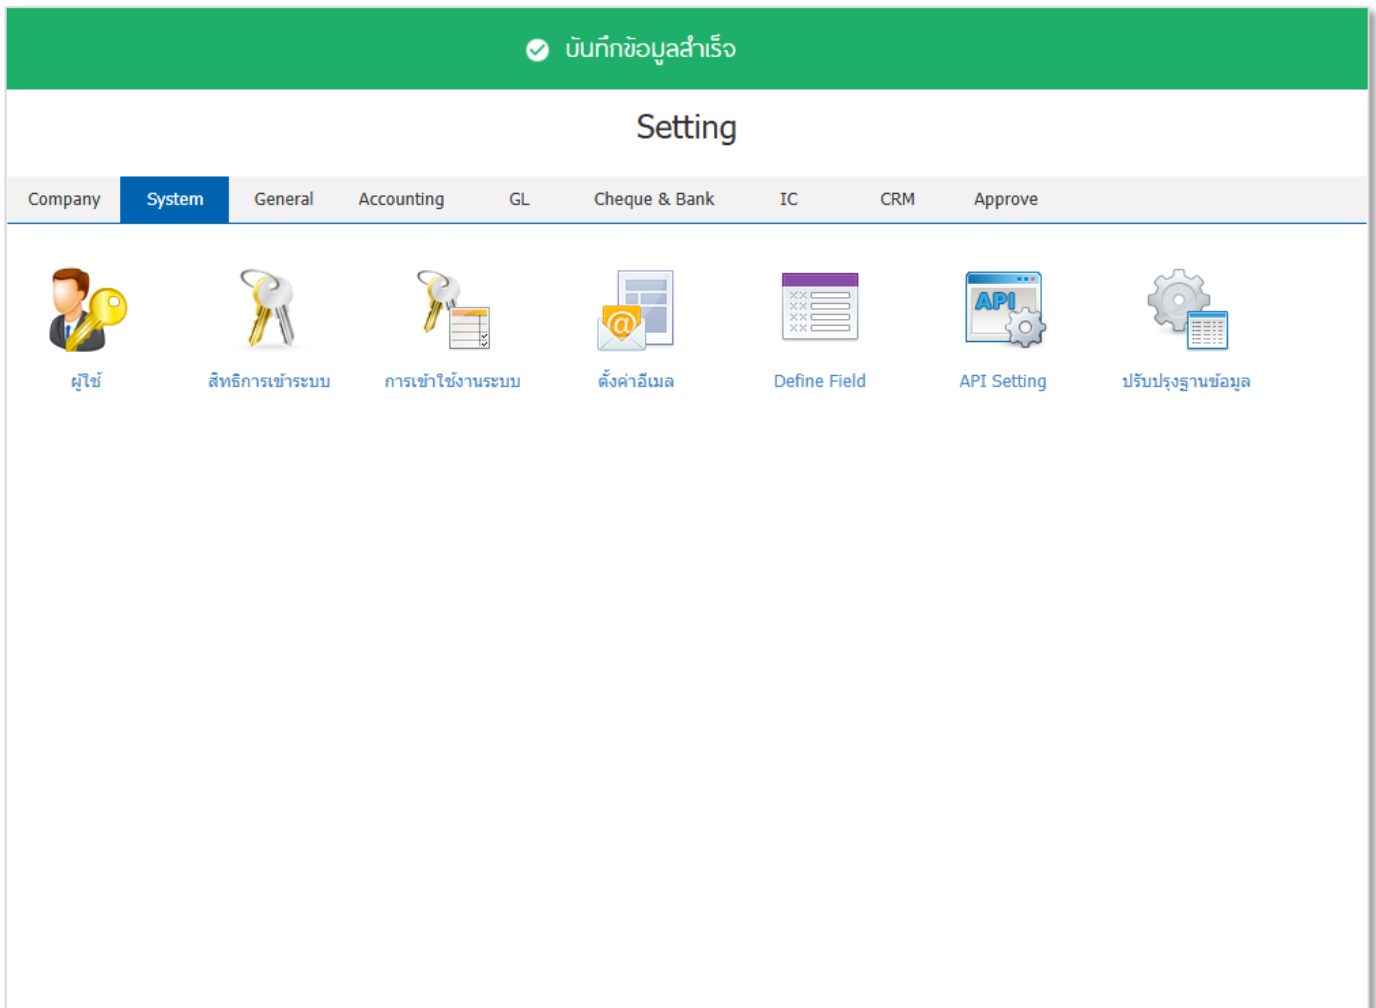 บันทึกข้อมูลสำเร็จ
Setting
Company System General Accounting GL Cheque & Bank IC CRM Approve
API
ผู้ใช้ สิทธิการเข้าระบบ การเข้าใช้งานระบบ ตั้งค่าอีเมล Define Field API Setting ปรับปรุงฐานข้อมูล